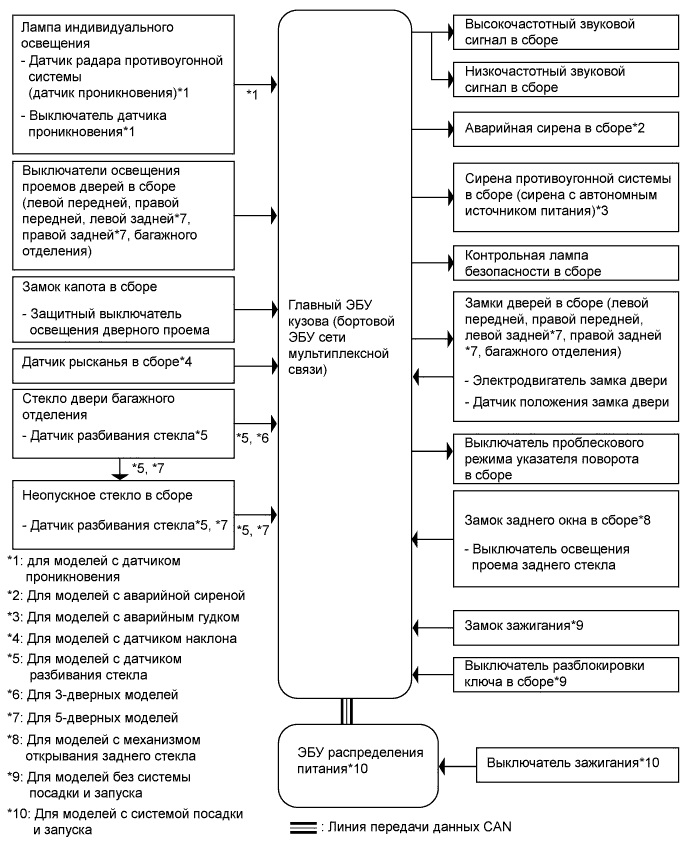 Лампа индивидуального
освещения
- Датчик радара противоугонной
системы
(датчик проникновения)*1
- Выключатель датчика
проникновения*1
*1
Выключатели освещения
проемов дверей в сборе
(левой передней, правой
передней, левой задней*7,
правой задней*7, багажного
отделения)
Замок капота в сборе
- Защитный выключатель
освещения дверного проема
Датчик рысканья в сборе*4
Стекло двери багажного
отделения
- Датчик разбивания стекла*5
*5, *6
*5, *7
Неопускное стекло в сборе
- Датчик разбивания стекла*5, *7
*5, *7
*1: для моделей с датчиком
проникновения
*2: Для моделей с аварийной сиреной
*3: Для моделей с аварийным гудком
*4: Для моделей с датчиком наклона
*5: Для моделей с датчиком
разбивания стекла
*6: Для 3-дверных моделей
*7: Для 5-дверных моделей
*8: Для моделей с механизмом
открывания заднего стекла
*9: Для моделей без системы
посадки и запуска
*10: Для моделей с системой посадки
и запуска
Главный ЭБУ
кузова (бортовой
ЭБУ сети
мультиплексной
связи)
ЭБУ распределения
питания*10
Высокочастотный звуковой
сигнал в сборе
Низкочастотный звуковой
сигнал в сборе
Аварийная сирена в сборе*2
Сирена противоугонной системы
в сборе (сирена с автономным
источником питания)*3
Контрольная лампа
безопасности в сборе
Замки дверей в сборе (левой
передней, правой передней,
левой задней*7, правой задней
*7, багажного отделения)
- Электродвигатель замка двери
- Датчик положения замка двери
Выключатель проблескового
режима указателя поворота
в сборе
Замок заднего окна в сборе*8
- Выключатель освещения
проема заднего стекла
Замок зажигания*9
Выключатель разблокировки
ключа в сборе*9
Выключатель зажигания*10
: Линия передачи данных CAN